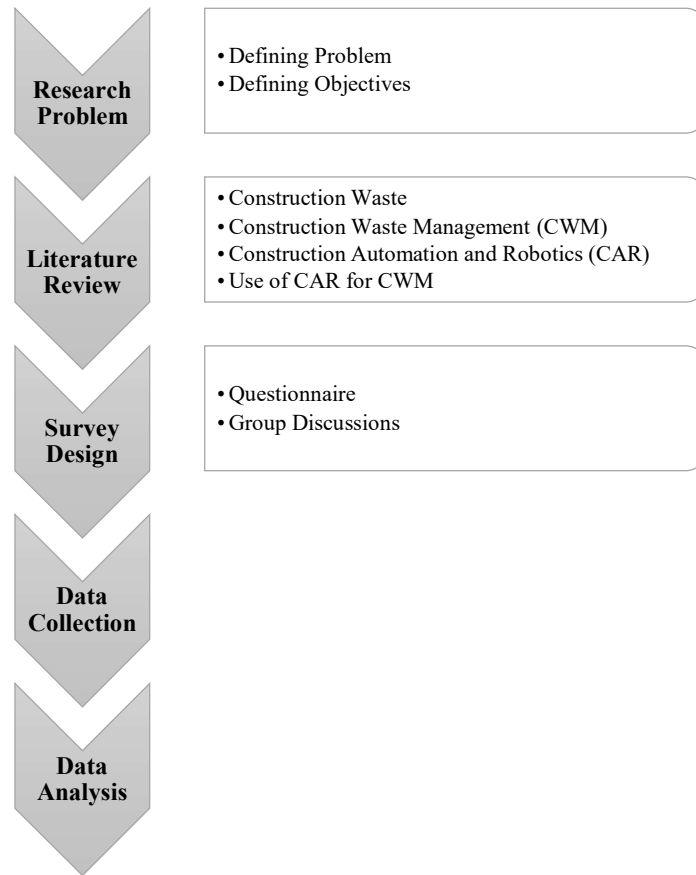 Research
Problem
• Defining Problem
• Defining Objectives
Literature
Review
• Construction Waste
• Construction Waste Management (CWM)
• Construction Automation and Robotics (CAR)
• Use of CAR for CWM
Survey
Design
• Questionnaire
• Group Discussions
Data
Collection
Data
Analysis